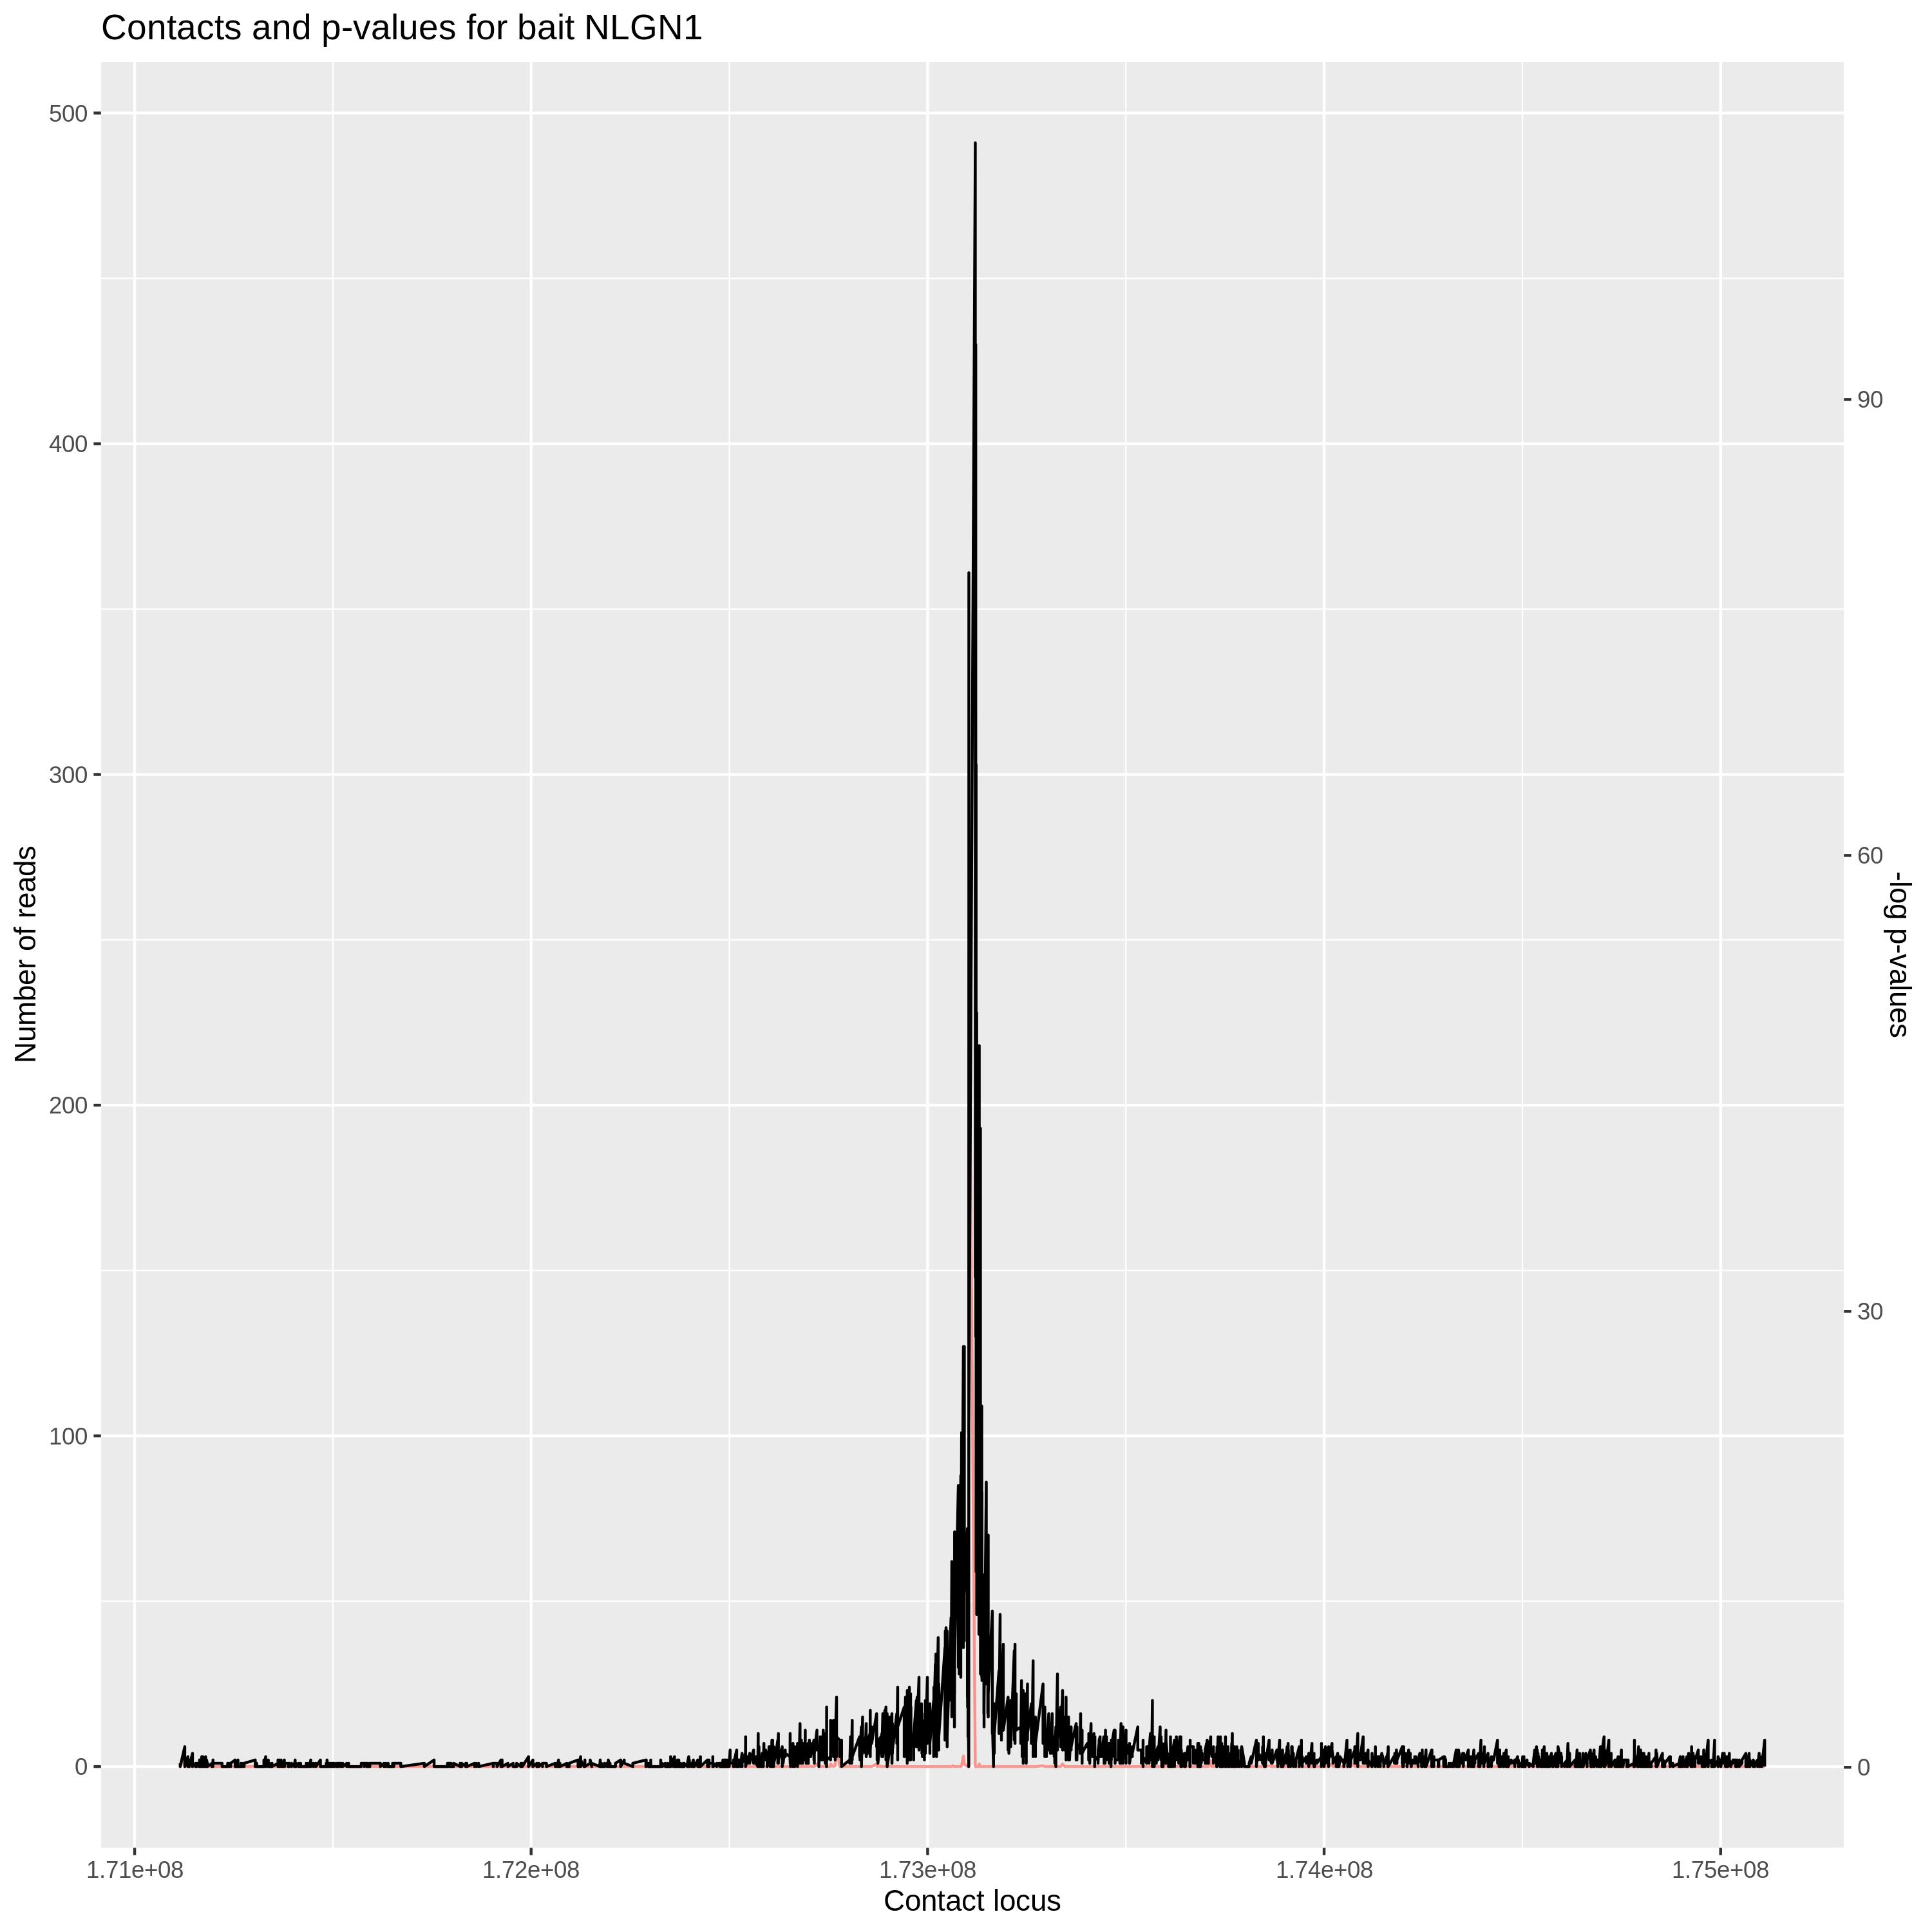 Contacts and p-values for bait NLGN1
500
400
300
200
100
0
Number of reads
90
60
30
0
-log p-values
1.71e+08
1.72e+08
1.73e+08
1.74e+08
1.75e+08
Contact locus